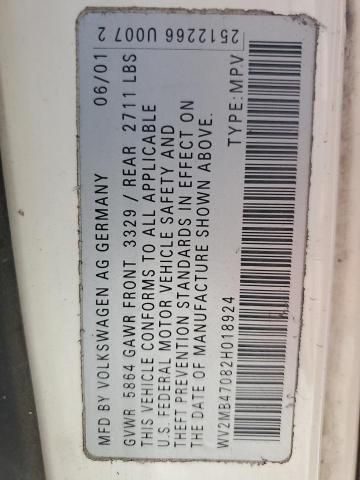 MFD BY VOLKSWAGEN AG GERMANY 06/01
GVWR 5864 GAWR FRONT 3329 / REAR 2711 LBS
THIS VEHICLE CONFORMS TO ALL APPLICABLE
U.S. FEDERAL MOTOR VEHICLE SAFETY AND
THEFT PREVENTION STANDARDS IN EFFECT ON
THE DATE OF MANUFACTURE SHOWN ABOVE.
WV2MB47082H018924 TYPE:MPV
2512266 U007 2